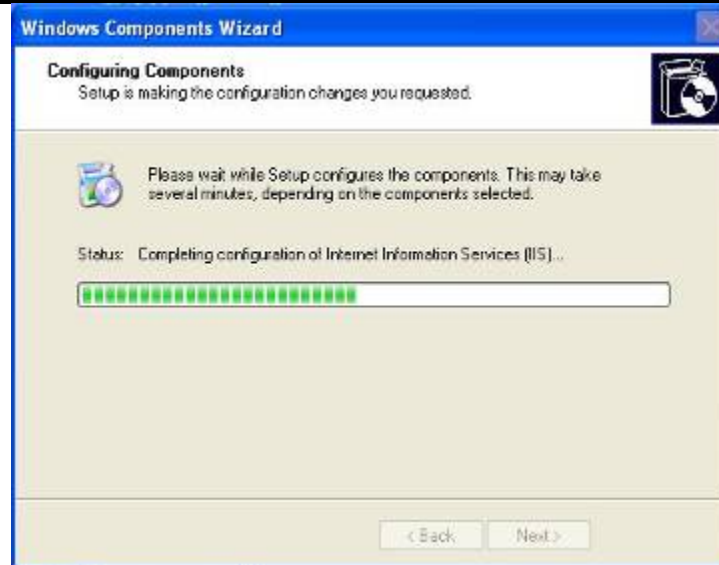 Windows Components Wizard
Configuring Components
Setup is making the configuration changes you requested.
Please wait while Setup configures the components. This may take
several minutes, depending on the components selected.
Status: Completing configuration of Internet Information Services (IIS)...
< Back Next >